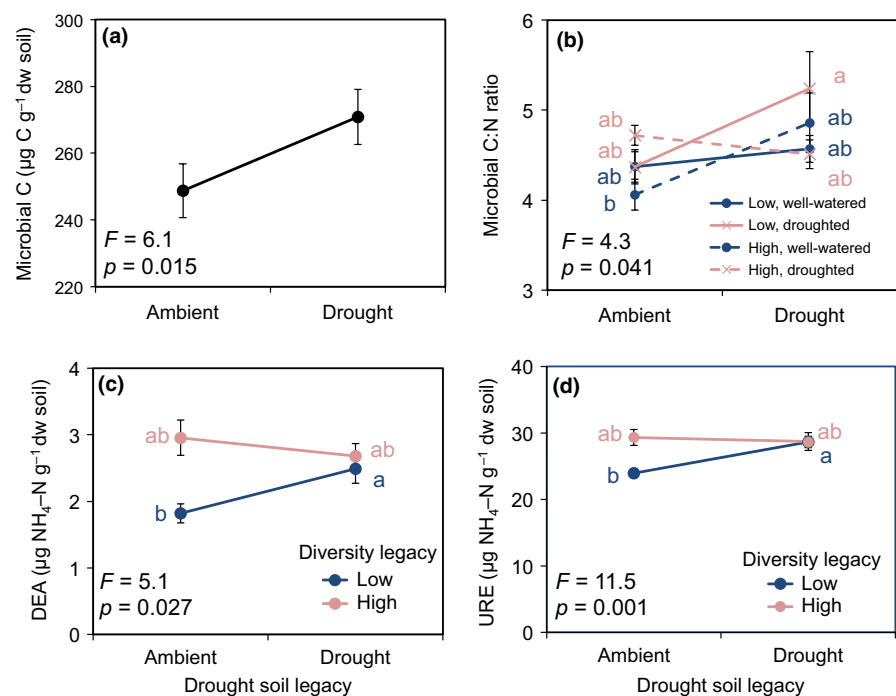 (a)
Microbial C (µg C g⁻¹ dw soil)
300
280
260
240
220
F = 6.1
p = 0.015
Ambient
Drought
(b)
Microbial C:N ratio
6
5
4
3
ab
ab
ab
b
a
ab
ab
ab
Low, well-watered
Low, droughted
High, well-watered
High, droughted
F = 4.3
p = 0.041
Ambient
Drought
(c)
DEA (µg NH₄–N g⁻¹ dw soil)
4
3
2
1
0
ab
ab
b
a
Diversity legacy
Low
High
F = 5.1
p = 0.027
Ambient
Drought
Drought soil legacy
(d)
URE (µg NH₄–N g⁻¹ dw soil)
40
30
20
10
0
ab
ab
b
a
Diversity legacy
Low
High
F = 11.5
p = 0.001
Ambient
Drought
Drought soil legacy